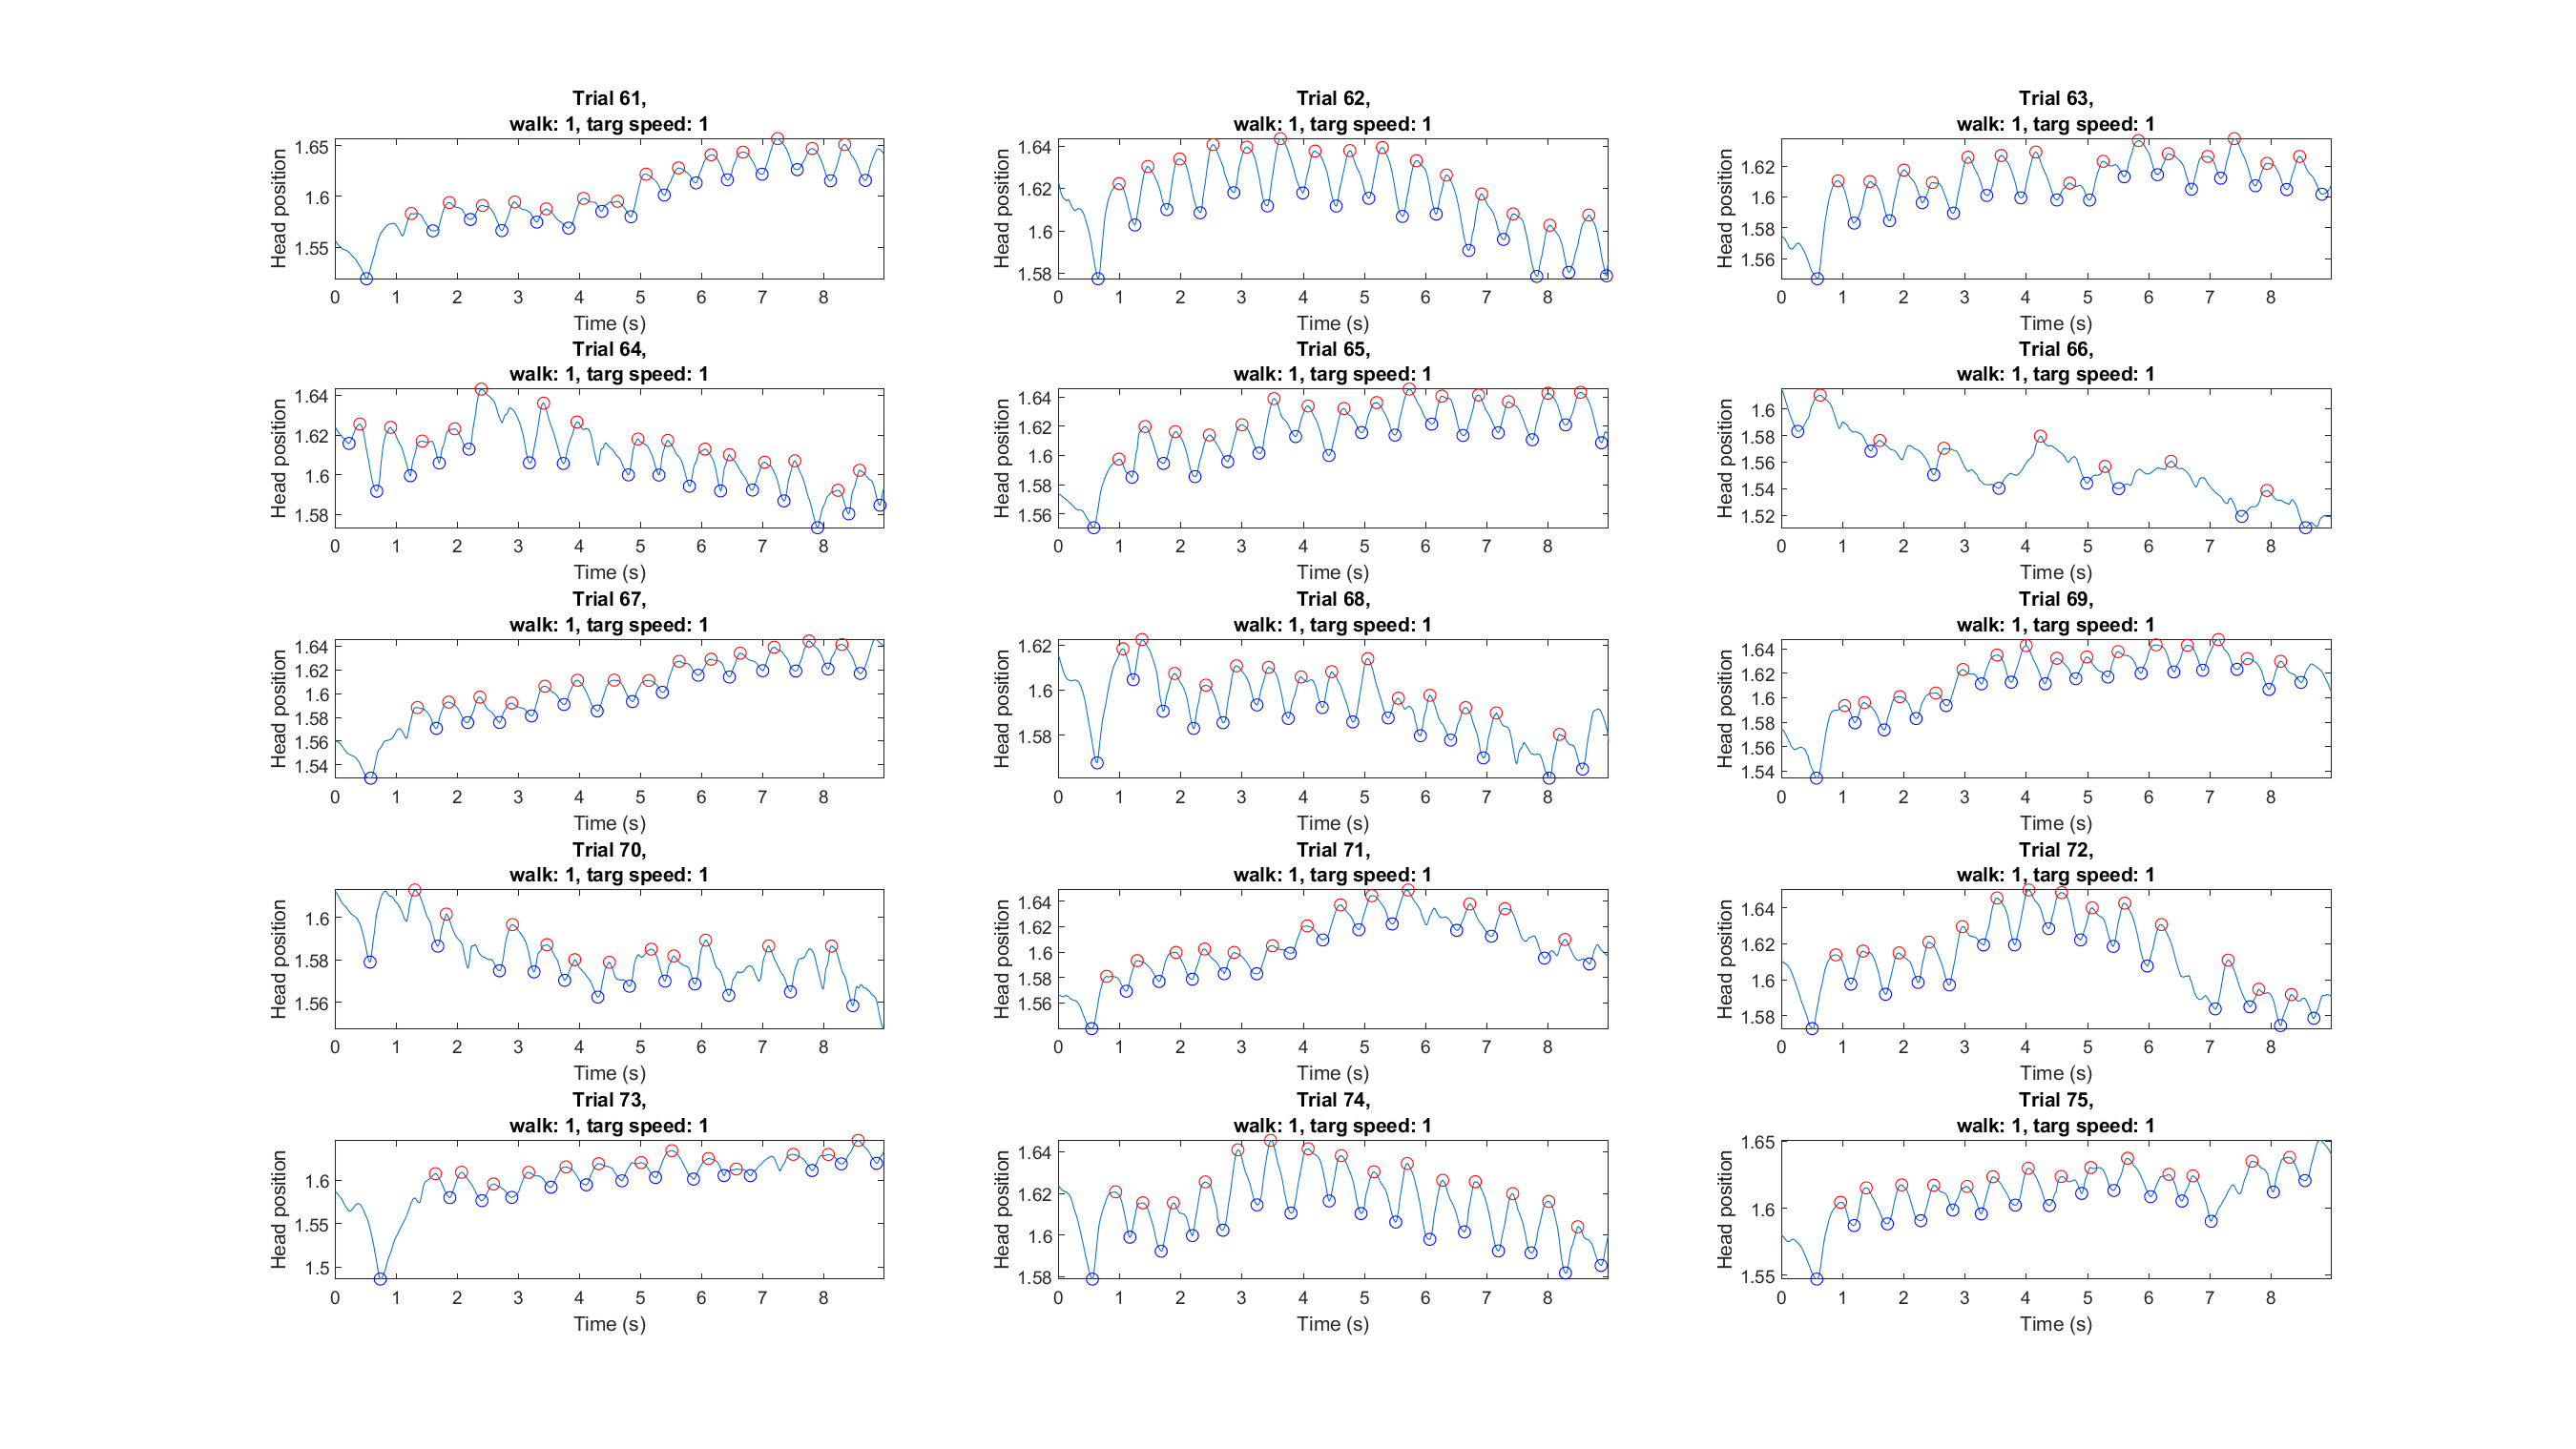 Trial 61,
walk: 1, targ speed: 1
Head position
1.65
1.6
1.55
0 1 2 3 4 5 6 7 8
Time (s)
Trial 62,
walk: 1, targ speed: 1
Head position
1.64
1.62
1.6
1.58
0 1 2 3 4 5 6 7 8
Trial 63,
walk: 1, targ speed: 1
Head position
1.62
1.6
1.58
1.56
0 1 2 3 4 5 6 7 8
Time (s)
Trial 64,
walk: 1, targ speed: 1
Head position
1.64
1.62
1.6
1.58
0 1 2 3 4 5 6 7 8
Time (s)
Trial 65,
walk: 1, targ speed: 1
Head position
1.64
1.62
1.6
1.58
1.56
0 1 2 3 4 5 6 7 8
Time (s)
Trial 66,
walk: 1, targ speed: 1
Head position
1.6
1.58
1.56
1.54
1.52
0 1 2 3 4 5 6 7 8
Time (s)
Trial 67,
walk: 1, targ speed: 1
Head position
1.64
1.62
1.6
1.58
1.56
1.54
0 1 2 3 4 5 6 7 8
Time (s)
Trial 68,
walk: 1, targ speed: 1
Head position
1.62
1.6
1.58
0 1 2 3 4 5 6 7 8
Time (s)
Trial 69,
walk: 1, targ speed: 1
Head position
1.64
1.62
1.6
1.58
1.56
1.54
0 1 2 3 4 5 6 7 8
Time (s)
Trial 70,
walk: 1, targ speed: 1
Head position
1.6
1.58
1.56
0 1 2 3 4 5 6 7 8
Time (s)
Trial 71,
walk: 1, targ speed: 1
Head position
1.64
1.62
1.6
1.58
1.56
0 1 2 3 4 5 6 7 8
Time (s)
Trial 72,
walk: 1, targ speed: 1
Head position
1.64
1.62
1.6
1.58
0 1 2 3 4 5 6 7 8
Time (s)
Trial 73,
walk: 1, targ speed: 1
Head position
1.6
1.55
1.5
0 1 2 3 4 5 6 7 8
Time (s)
Trial 74,
walk: 1, targ speed: 1
Head position
1.64
1.62
1.6
1.58
0 1 2 3 4 5 6 7 8
Time (s)
Trial 75,
walk: 1, targ speed: 1
Head position
1.65
1.6
1.55
0 1 2 3 4 5 6 7 8
Time (s)